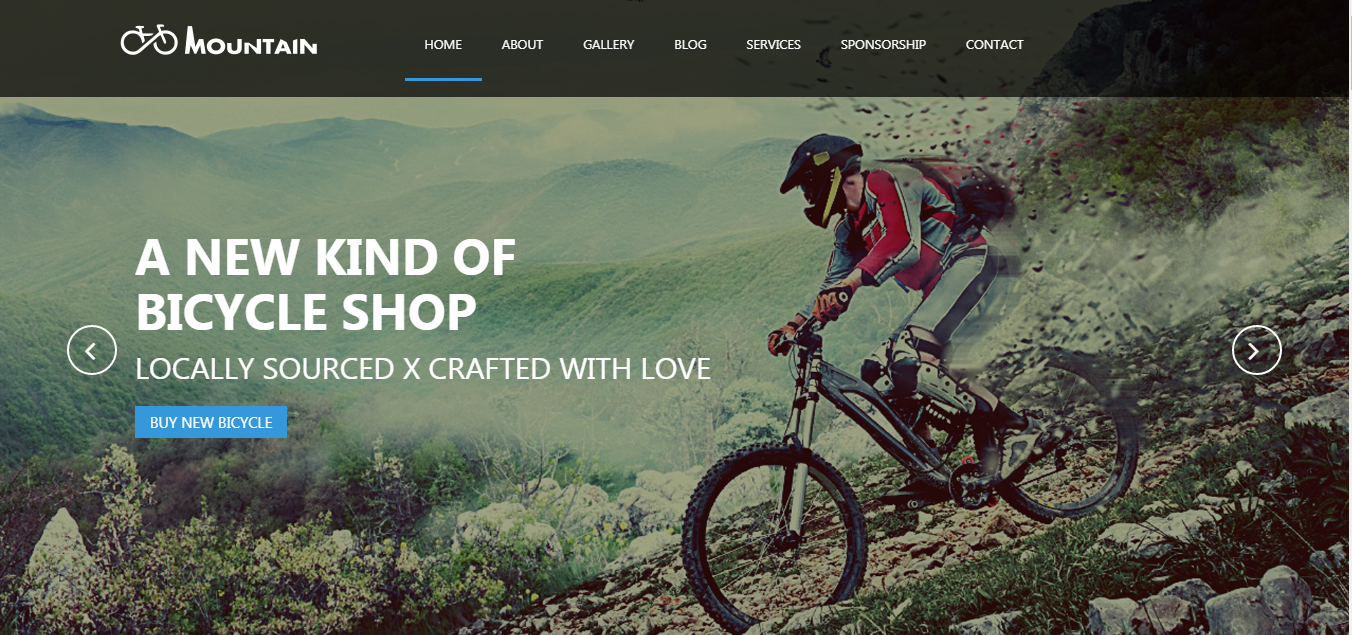 MOUNTAIN
HOME ABOUT GALLERY BLOG SERVICES SPONSORSHIP CONTACT
A NEW KIND OF
BICYCLE SHOP
LOCALLY SOURCED X CRAFTED WITH LOVE
BUY NEW BICYCLE